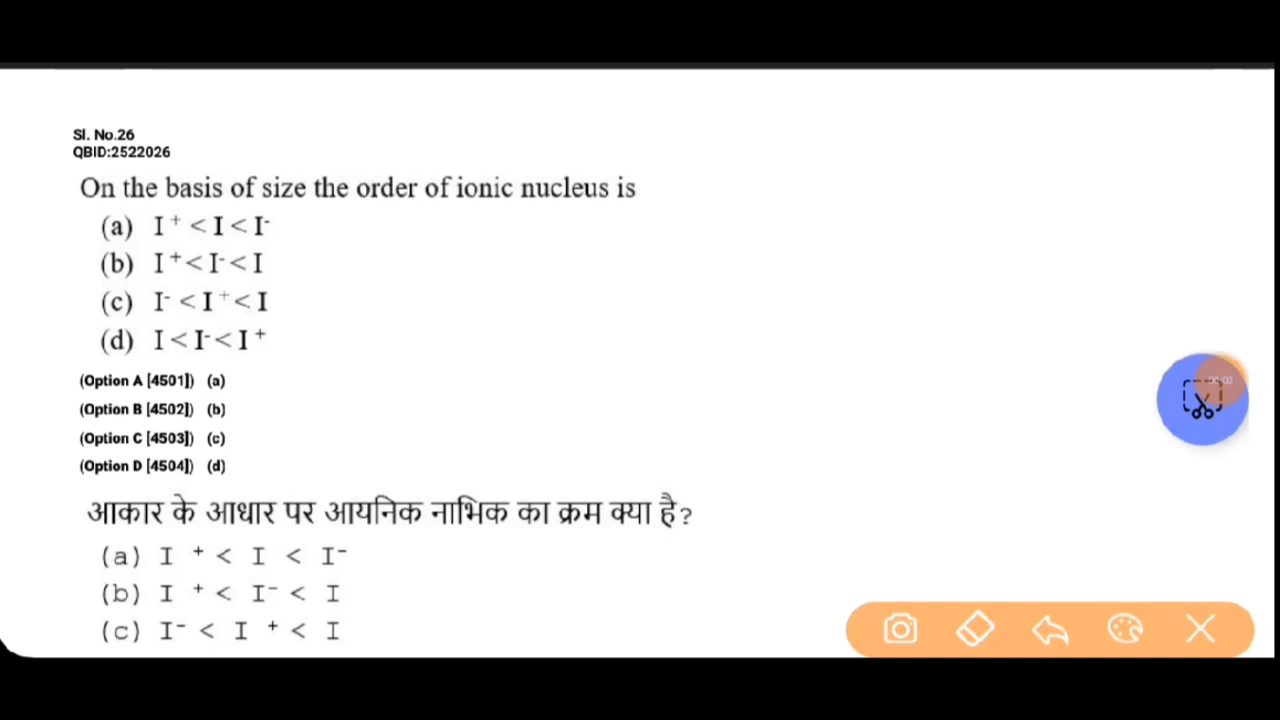 Sl. No.26
QBID:2522026
On the basis of size the order of ionic nucleus is
(a) I⁺ < I < I⁻
(b) I⁺ < I⁻ < I
(c) I⁻ < I⁺ < I
(d) I < I⁻ < I⁺
(Option A [4501]) (a)
(Option B [4502]) (b)
(Option C [4503]) (c)
(Option D [4504]) (d)
आकार के आधार पर आयनिक नाभिक का क्रम क्या है?
(a) I ⁺ < I < I⁻
(b) I ⁺ < I⁻ < I
(c) I⁻ < I ⁺ < I